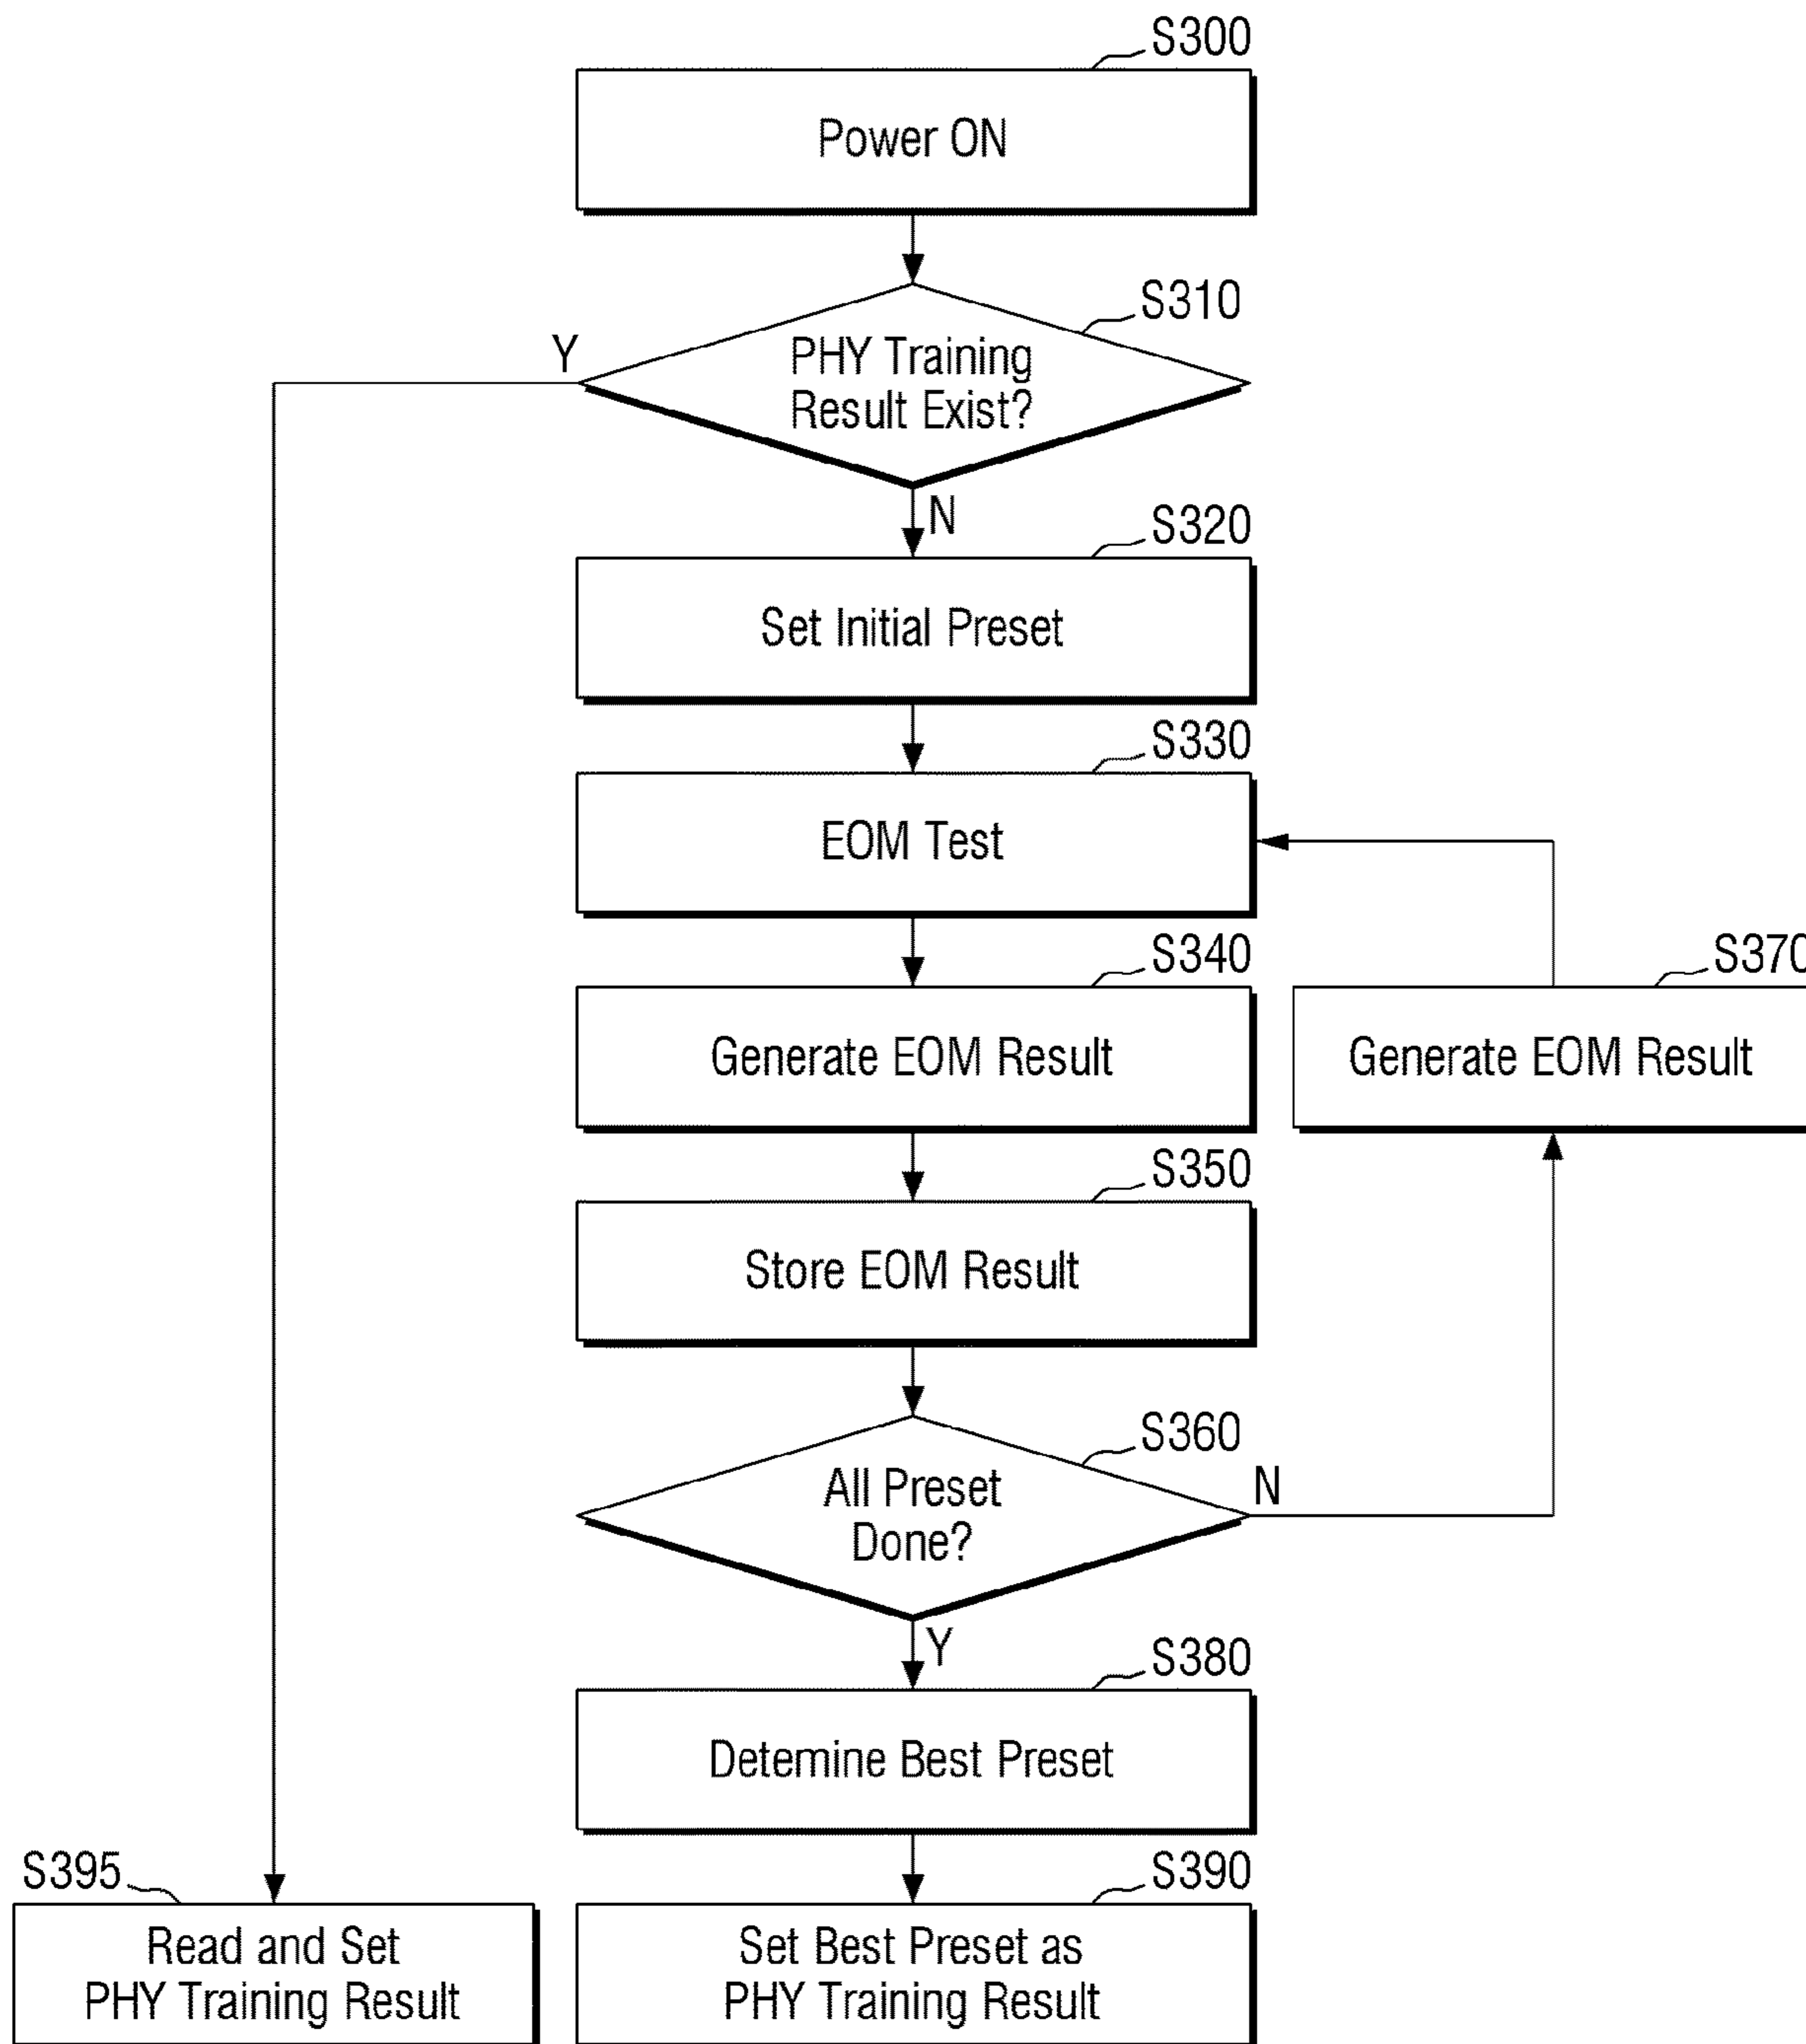 S300
Power ON
S310
Y
PHY Training
Result Exist?
N
S320
Set Initial Preset
S330
EOM Test
S340
Generate EOM Result
S370
Generate EOM Result
S350
Store EOM Result
S360
All Preset
Done?
N
Y
S380
Detemine Best Preset
S395
Read and Set
PHY Training Result
S390
Set Best Preset as
PHY Training Result